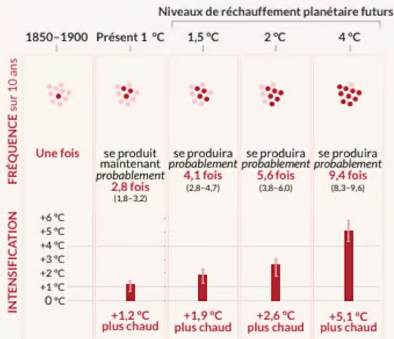 Niveaux de réchauffement planétaire futurs
1850–1900 Présent 1 °C 1,5 °C 2 °C 4 °C
FRÉQUENCE sur 10 ans
Une fois
se produit
maintenant
probablement
2,8 fois
(1,8–3,2)
se produira
probablement
4,1 fois
(2,8–4,7)
se produira
probablement
5,6 fois
(3,8–6,0)
se produira
probablement
9,4 fois
(8,3–9,6)
INTENSIFICATION
+6 °C
+5 °C
+4 °C
+3 °C
+2 °C
+1 °C
0 °C
+1,2 °C
plus chaud
+1,9 °C
plus chaud
+2,6 °C
plus chaud
+5,1 °C
plus chaud